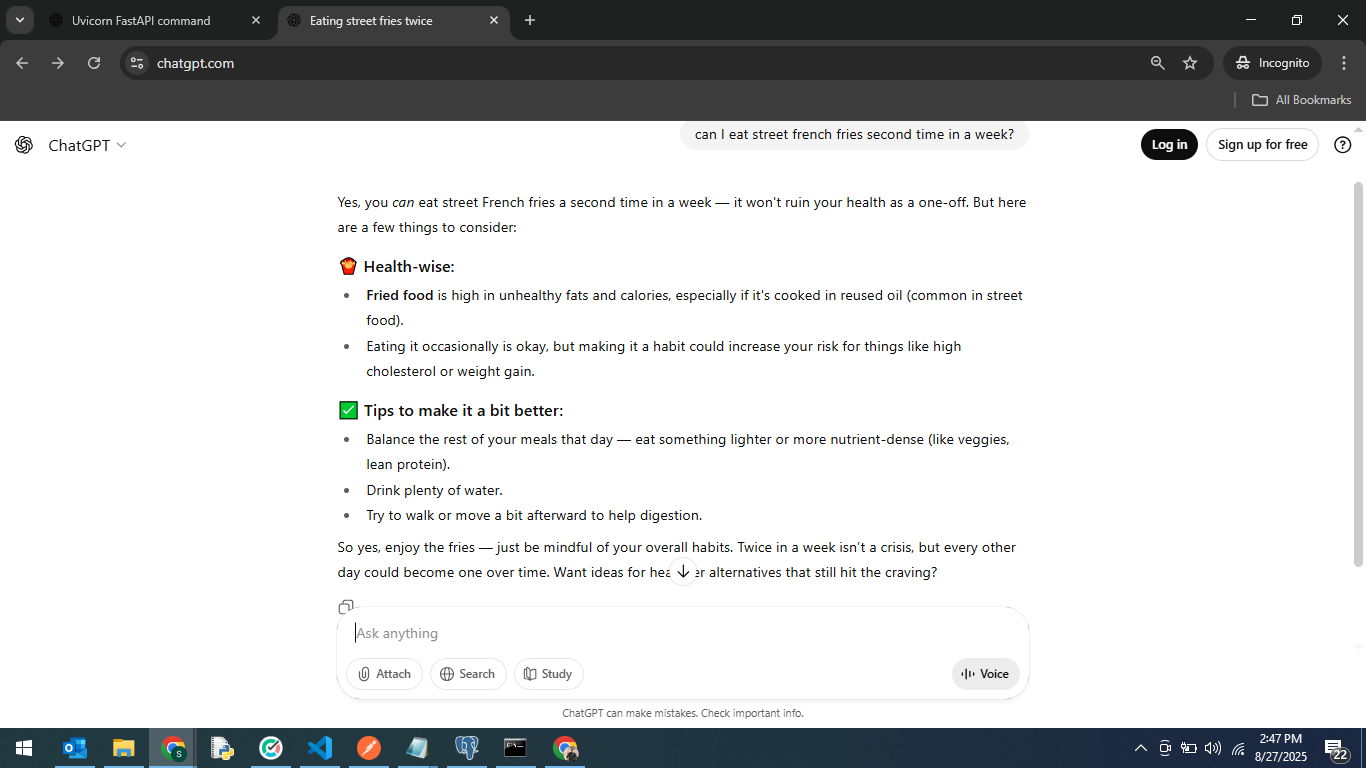 Uvicorn FastAPI command
Eating street fries twice
chatgpt.com
Incognito
All Bookmarks
ChatGPT
can I eat street french fries second time in a week?
Log in
Sign up for free
Yes, you can eat street French fries a second time in a week — it won't ruin your health as a one-off. But here
are a few things to consider:
🍟 Health-wise:
• Fried food is high in unhealthy fats and calories, especially if it's cooked in reused oil (common in street
food).
• Eating it occasionally is okay, but making it a habit could increase your risk for things like high
cholesterol or weight gain.
✅ Tips to make it a bit better:
• Balance the rest of your meals that day — eat something lighter or more nutrient-dense (like veggies,
lean protein).
• Drink plenty of water.
• Try to walk or move a bit afterward to help digestion.
So yes, enjoy the fries — just be mindful of your overall habits. Twice in a week isn't a crisis, but every other
day could become one over time. Want ideas for er alternatives that still hit the craving?
Ask anything
Attach
Search
Study
Voice
ChatGPT can make mistakes. Check important info.
2:47 PM
8/27/2025
22